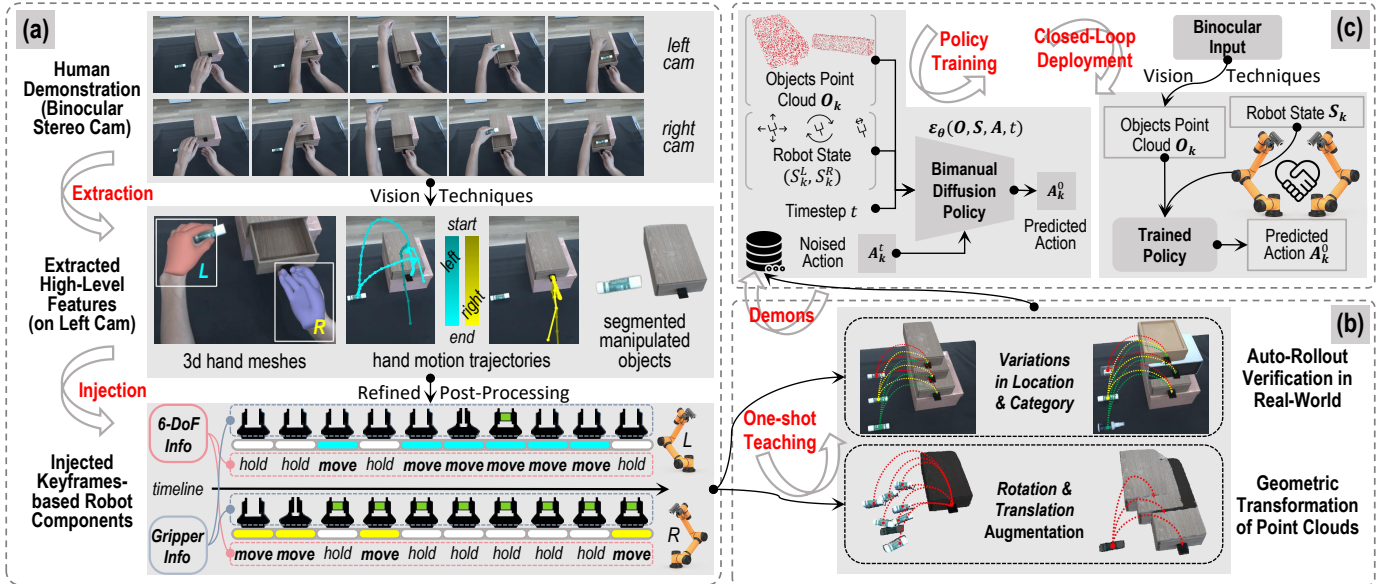 (a)
Human
Demonstration
(Binocular
Stereo Cam)
left
cam
right
cam
Extraction
Vision Techniques
Extracted
High-Level
Features
(on Left Cam)
L
R
start
left
right
end
3d hand meshes
hand motion trajectories
segmented
manipulated
objects
Injection
Refined Post-Processing
6-DoF
Info
Injected
Keyframes-
based Robot
Components
Gripper
Info
L
hold hold move hold move move move move move hold
timeline
R
move move hold move hold hold hold hold hold move
(c)
Objects Point
Cloud O_k
Robot State
(S_k^L, S_k^R)
Timestep t
Noised
Action
A_k^t
ε_θ(O, S, A, t)
Bimanual
Diffusion
Policy
A_k^0
Predicted
Action
Policy
Training
Closed-Loop
Deployment
Binocular
Input
Vision Techniques
Objects Point
Cloud O_k
Robot State S_k
Trained
Policy
Predicted
Action A_k^0
Demons
(b)
One-shot
Teaching
Variations
in Location
& Category
Auto-Rollout
Verification in
Real-World
Rotation &
Translation
Augmentation
Geometric
Transformation
of Point Clouds